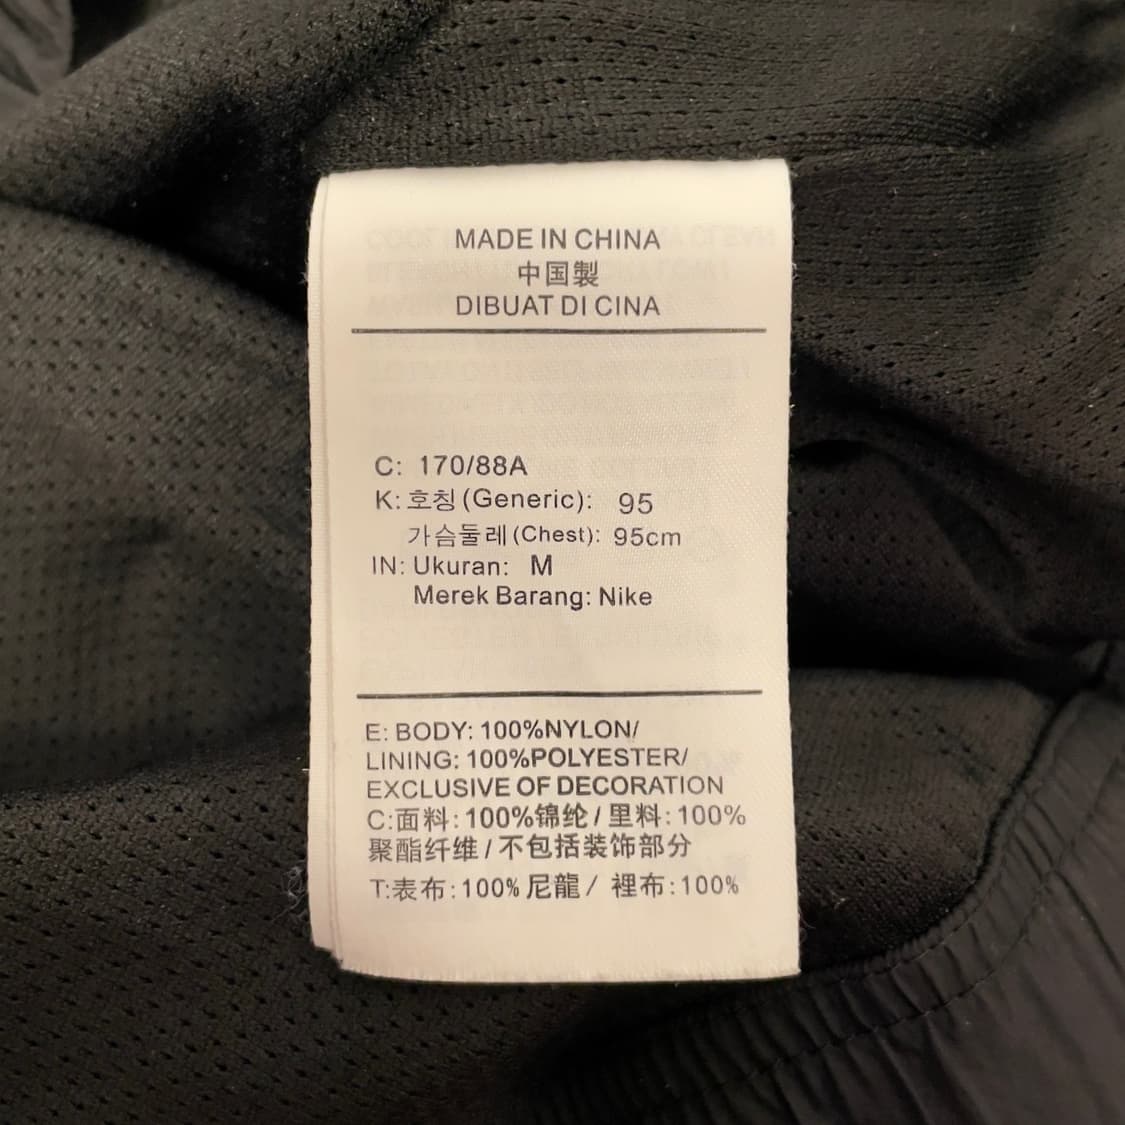 MADE IN CHINA
中国製
DIBUAT DI CINA
C: 170/88A
K: 호칭 (Generic): 95
가슴둘레 (Chest): 95cm
IN: Ukuran: M
Merek Barang: Nike
E: BODY: 100%NYLON/
LINING: 100%POLYESTER/
EXCLUSIVE OF DECORATION
C:面料: 100%锦纶 / 里料: 100%
聚酯纤维 / 不包括装饰部分
T:表布: 100% 尼龍 / 裡布: 100%